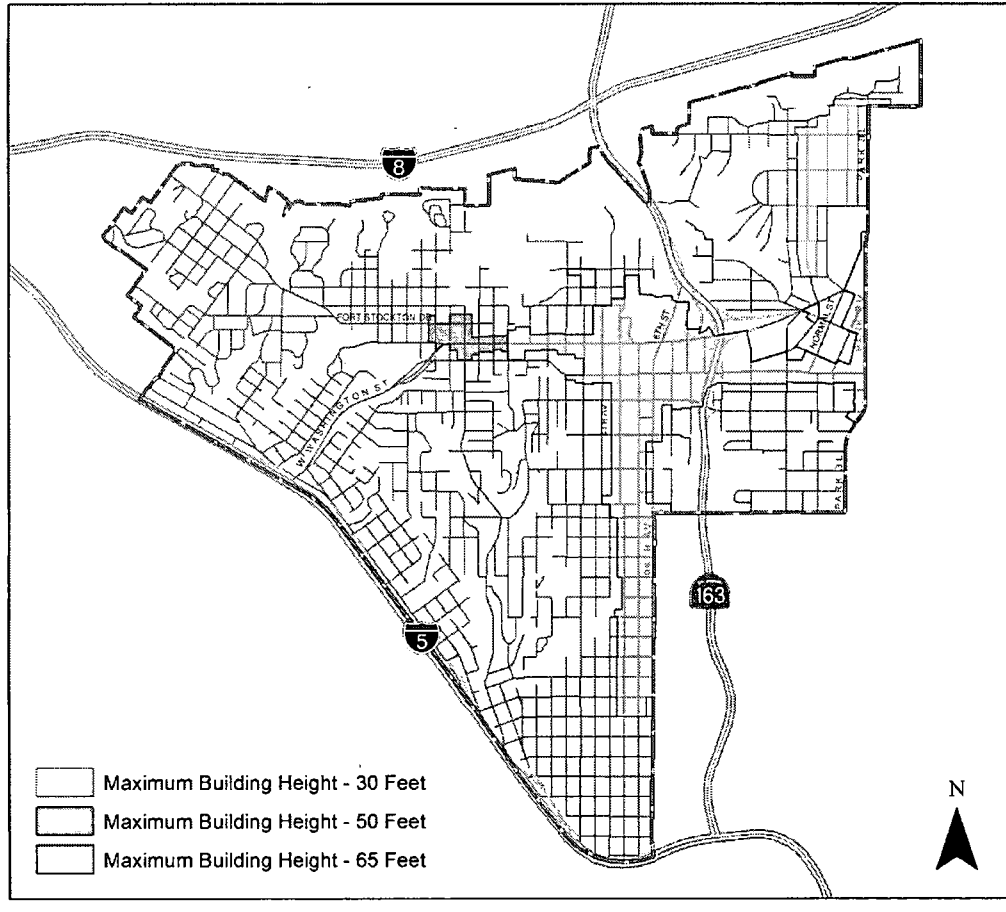 8
PARK BL
FORT STOCKTON DR
6TH ST
NORMAL ST
W WASHINGTON ST
PARK BL
163
5
Maximum Building Height - 30 Feet
Maximum Building Height - 50 Feet
Maximum Building Height - 65 Feet
N